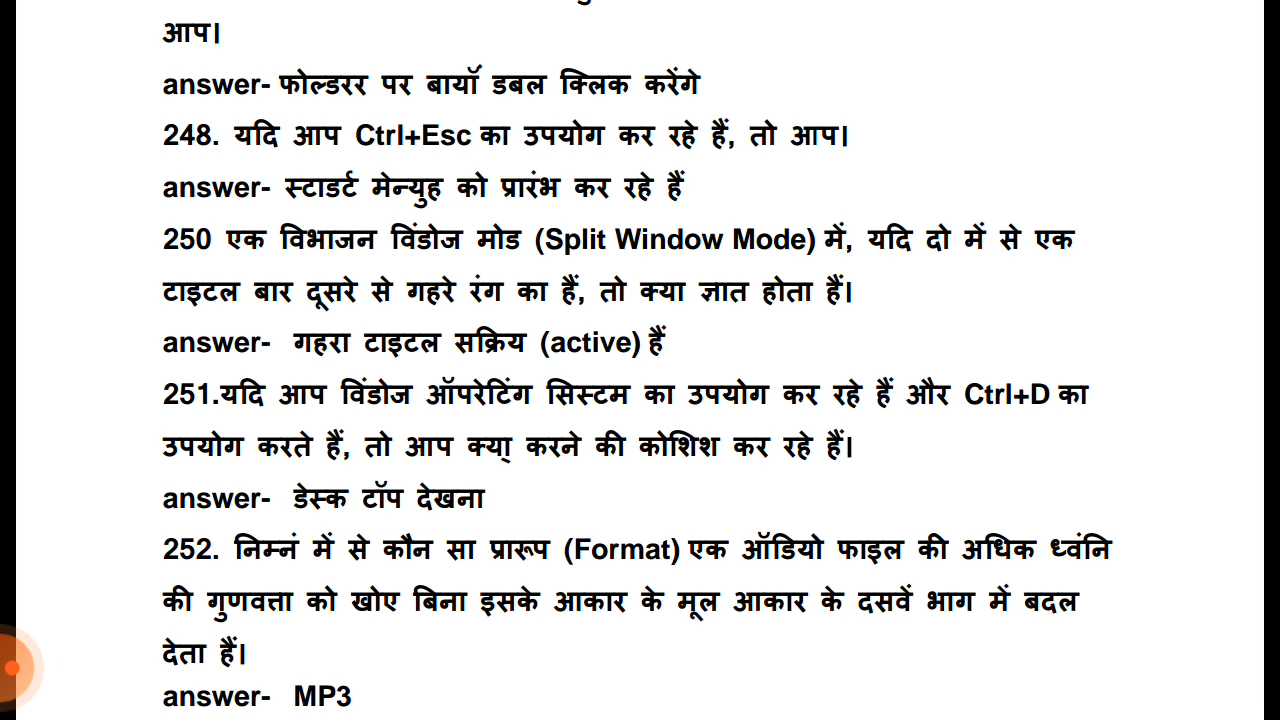 आप।
answer- फोल्डरर पर बायॉ डबल क्लिक करेंगे
248. यदि आप Ctrl+Esc का उपयोग कर रहे हैं, तो आप।
answer- स्टाडर्ट मेन्युह को प्रारंभ कर रहे हैं
250 एक विभाजन विंडोज मोड (Split Window Mode) में, यदि दो में से एक
टाइटल बार दूसरे से गहरे रंग का हैं, तो क्या ज्ञात होता हैं।
answer- गहरा टाइटल सक्रिय (active) हैं
251.यदि आप विंडोज ऑपरेटिंग सिस्टम का उपयोग कर रहे हैं और Ctrl+D का
उपयोग करते हैं, तो आप क्या् करने की कोशिश कर रहे हैं।
answer- डेस्क टॉप देखना
252. निम्नं में से कौन सा प्रारूप (Format) एक ऑडियो फाइल की अधिक ध्वंनि
की गुणवत्ता को खोए बिना इसके आकार के मूल आकार के दसवें भाग में बदल
देता हैं।
answer- MP3